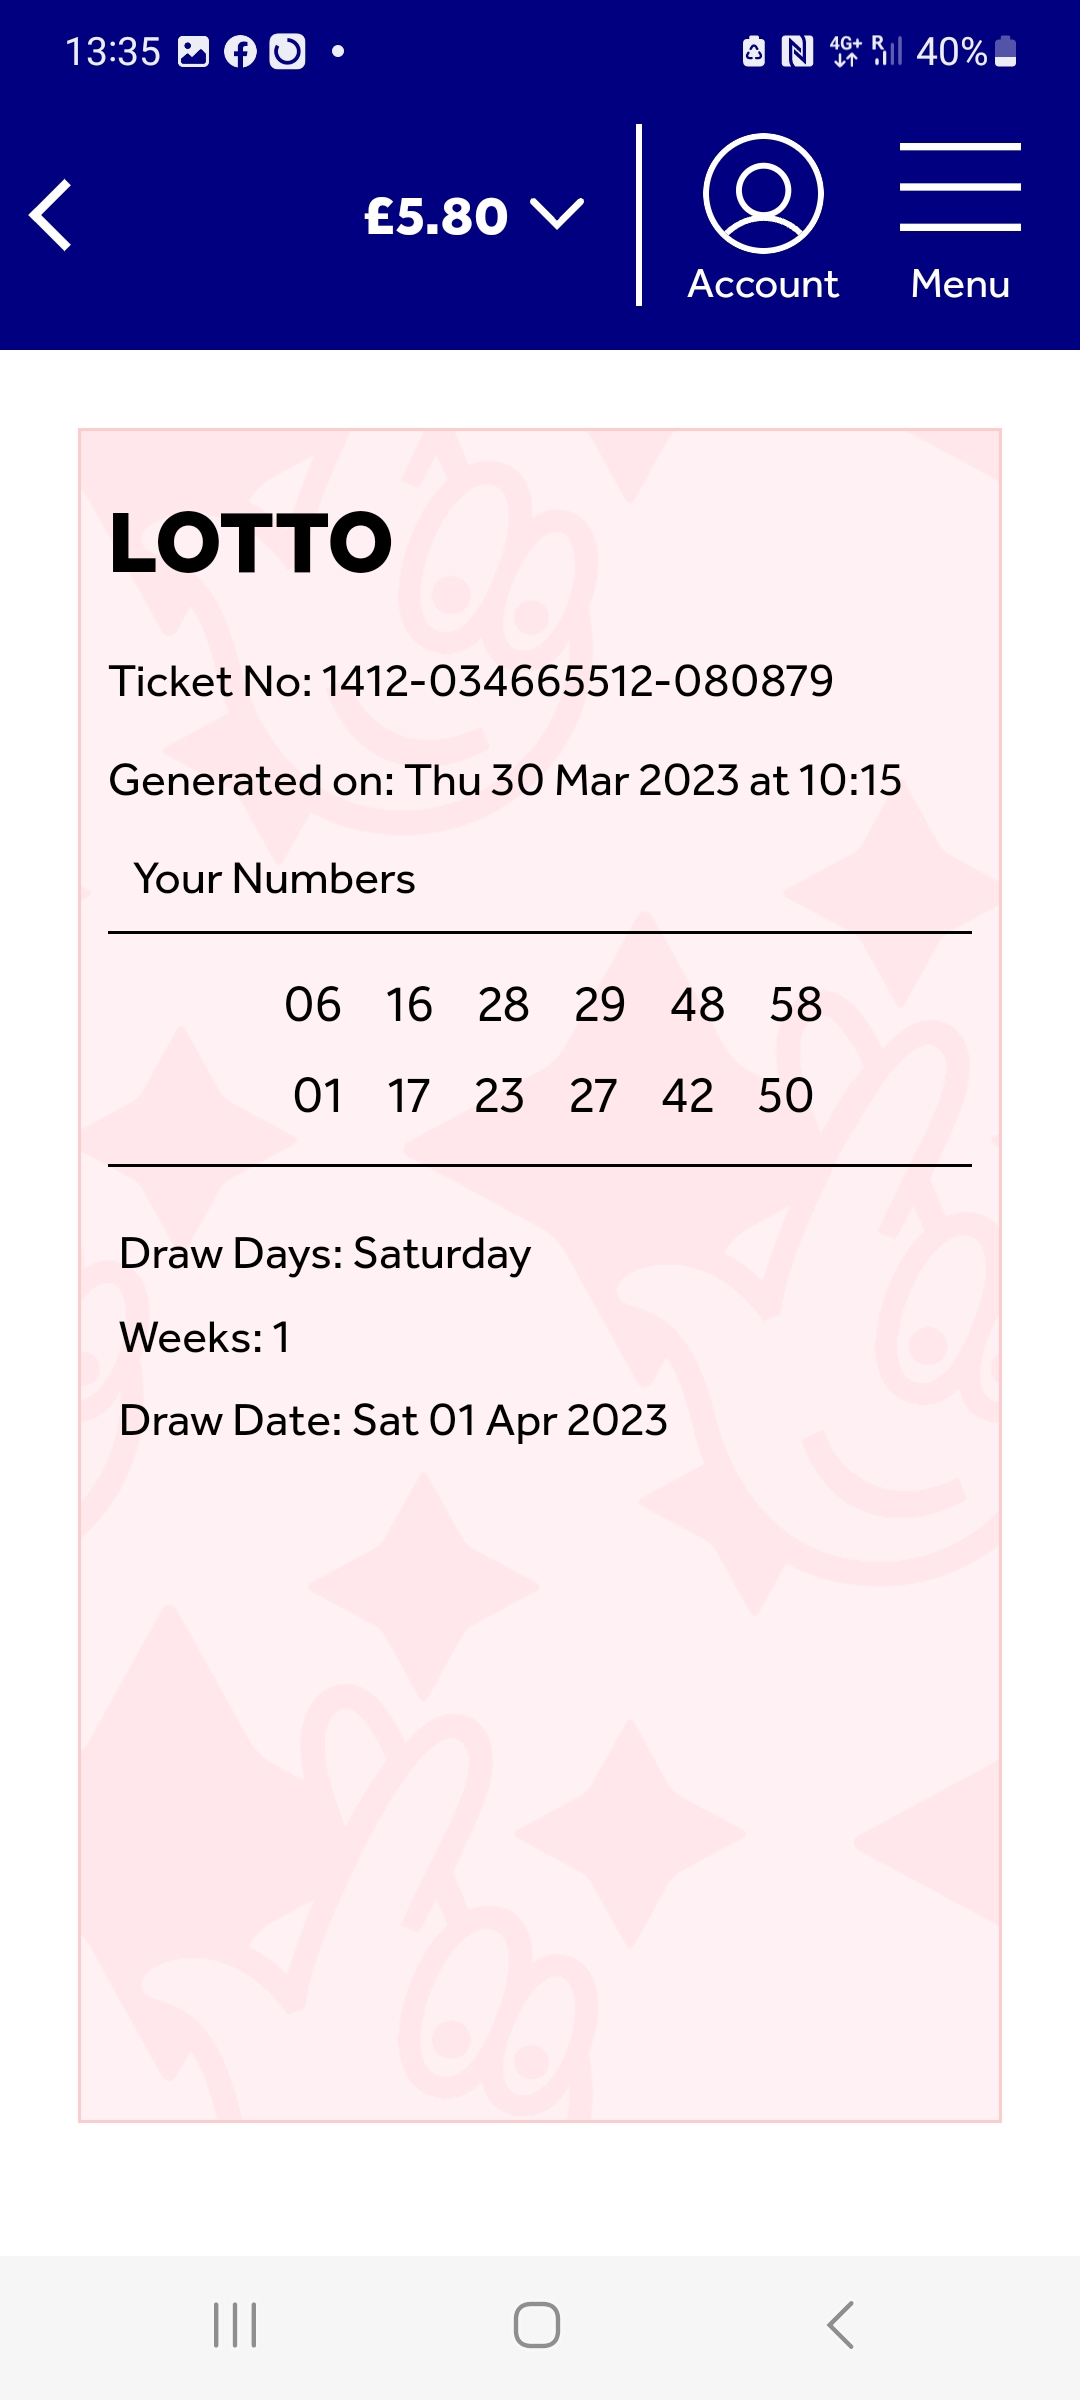 13:35 4G+ R 40%
£5.80
Account Menu
LOTTO
Ticket No: 1412-034665512-080879
Generated on: Thu 30 Mar 2023 at 10:15
Your Numbers
06 16 28 29 48 58
01 17 23 27 42 50
Draw Days: Saturday
Weeks: 1
Draw Date: Sat 01 Apr 2023